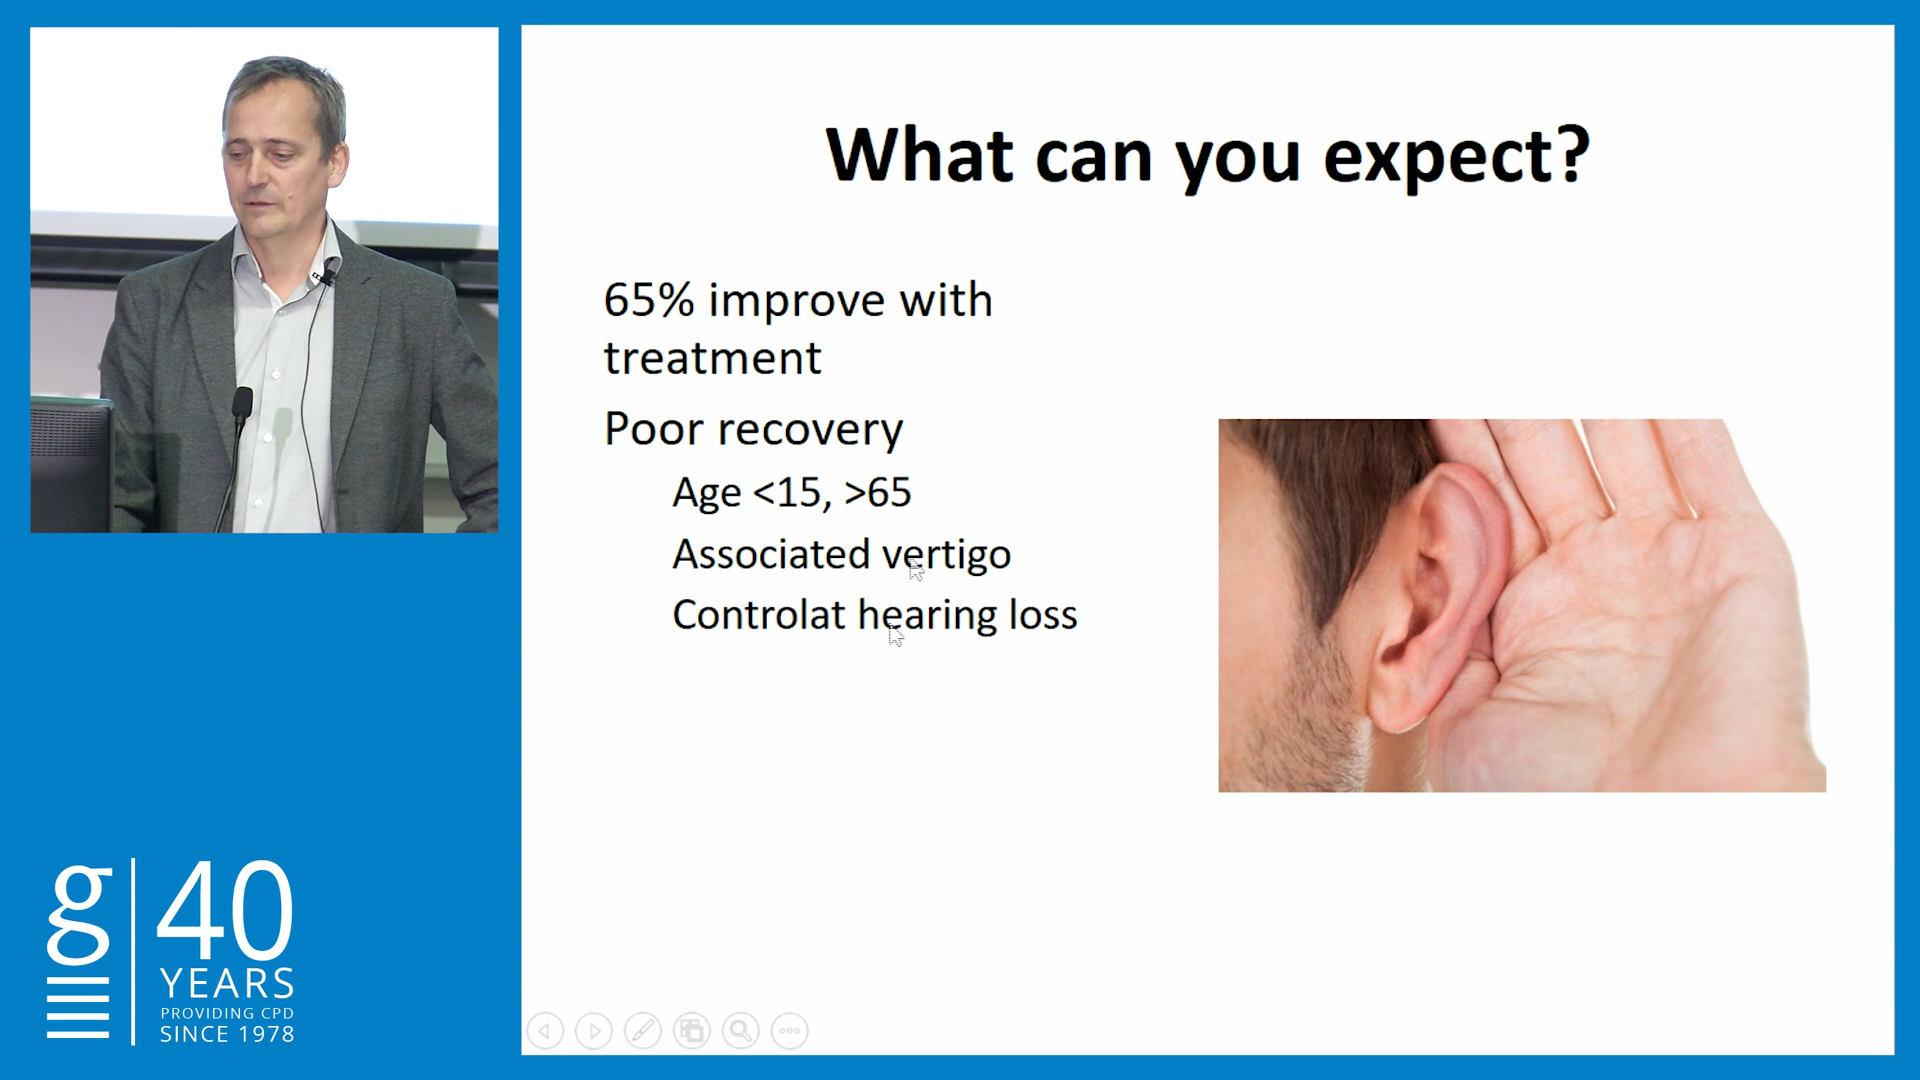 What can you expect?
65% improve with
treatment
Poor recovery
Age <15, >65
Associated vertigo
Controlat hearing loss
g
40
YEARS
PROVIDING CPD
SINCE 1978